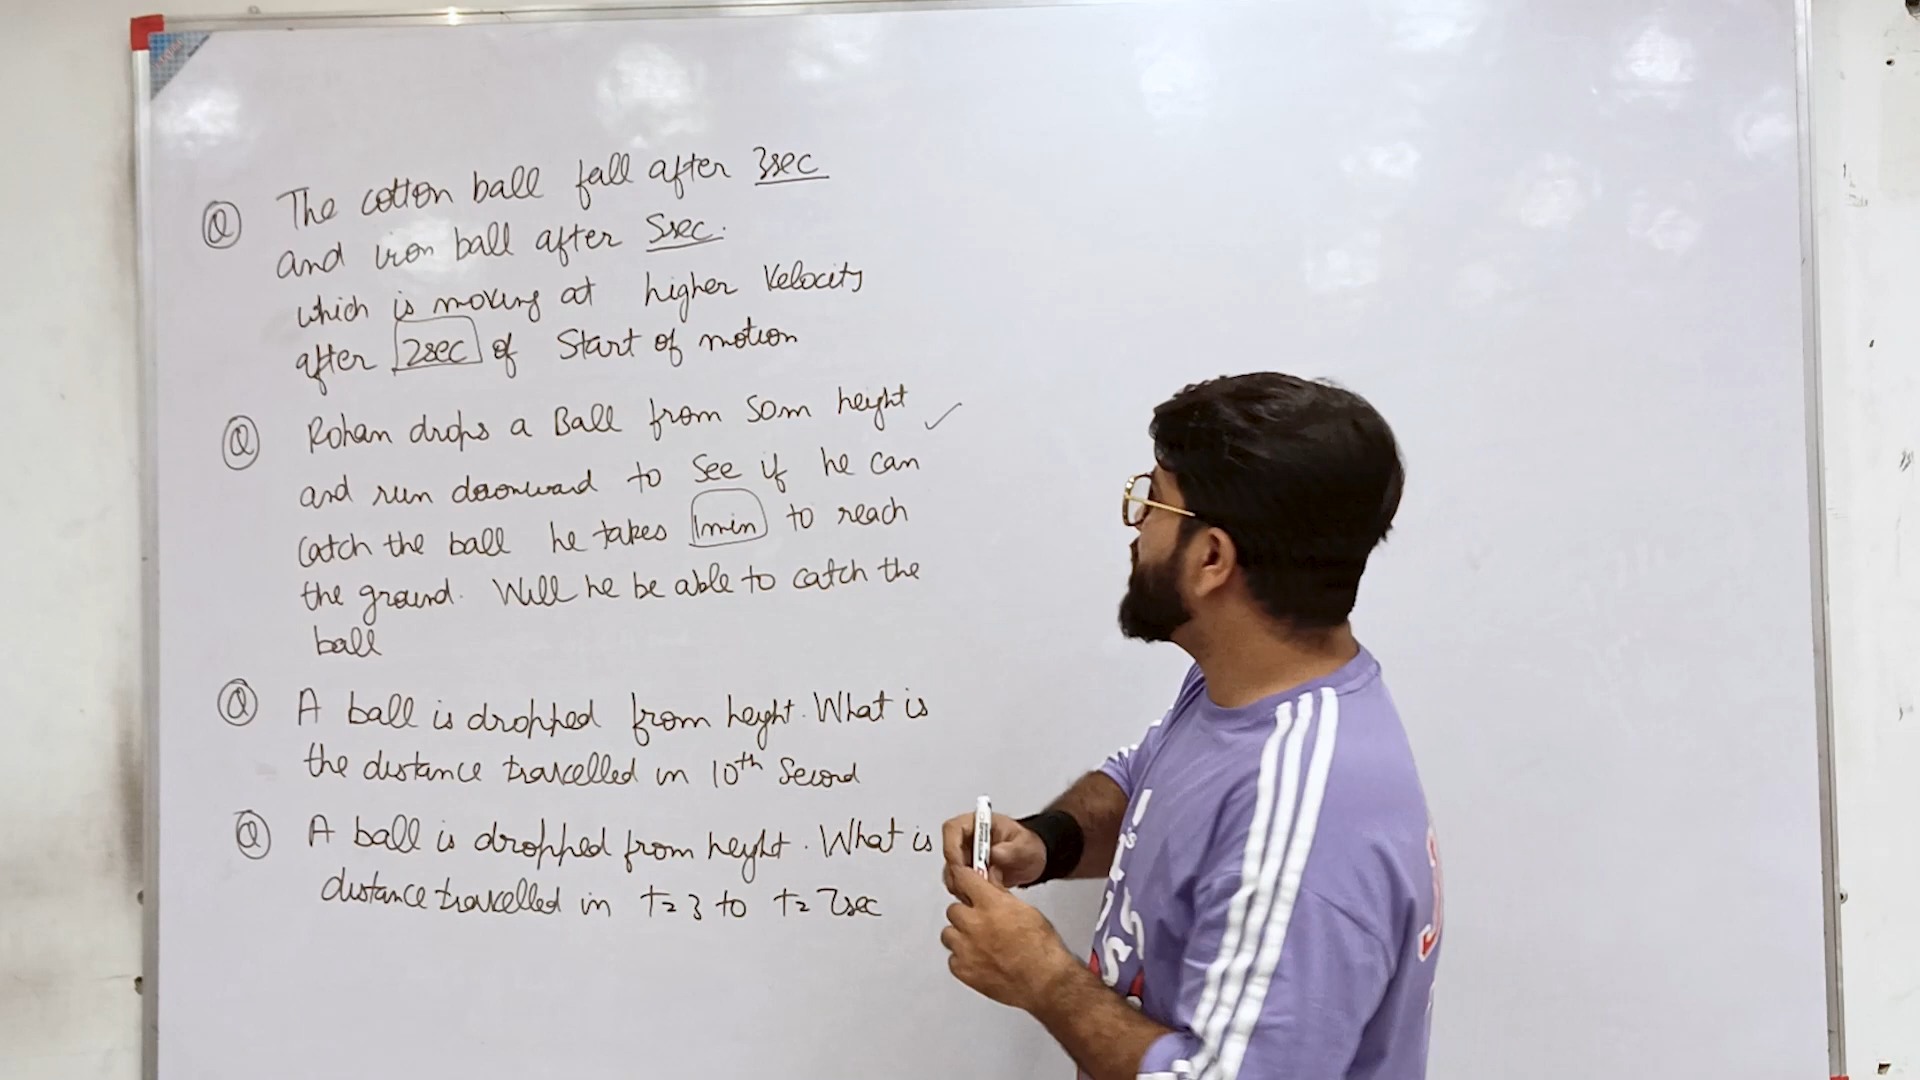 Q The cotton ball fall after 3sec
and iron ball after 5sec.
which is moving at higher Velocity
after 2sec of Start of motion
Q Rohan drops a Ball from 50m height
and run downward to See if he can
Catch the ball he takes 1min to reach
the ground. Will he be able to catch the
ball
Q A ball is dropped from height. What is
the distance travelled in 10th Second
Q A ball is dropped from height. What is
distance travelled in t=3 to t=7sec